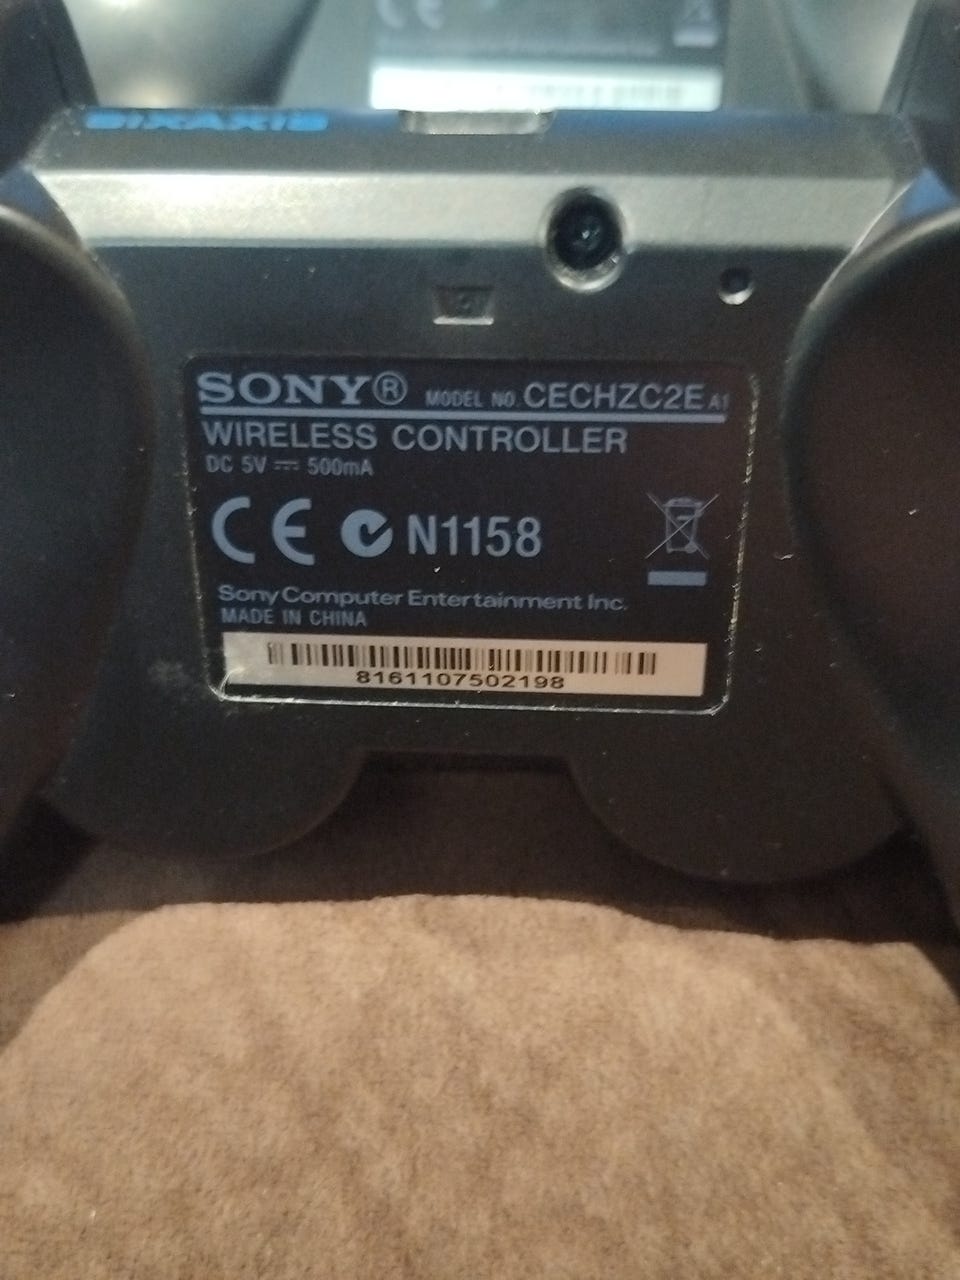 SIXAXIS
SONY® MODEL NO. CECHZC2E A1
WIRELESS CONTROLLER
DC 5V ⎓ 500mA
CE N1158
Sony Computer Entertainment Inc.
MADE IN CHINA
8161107502198